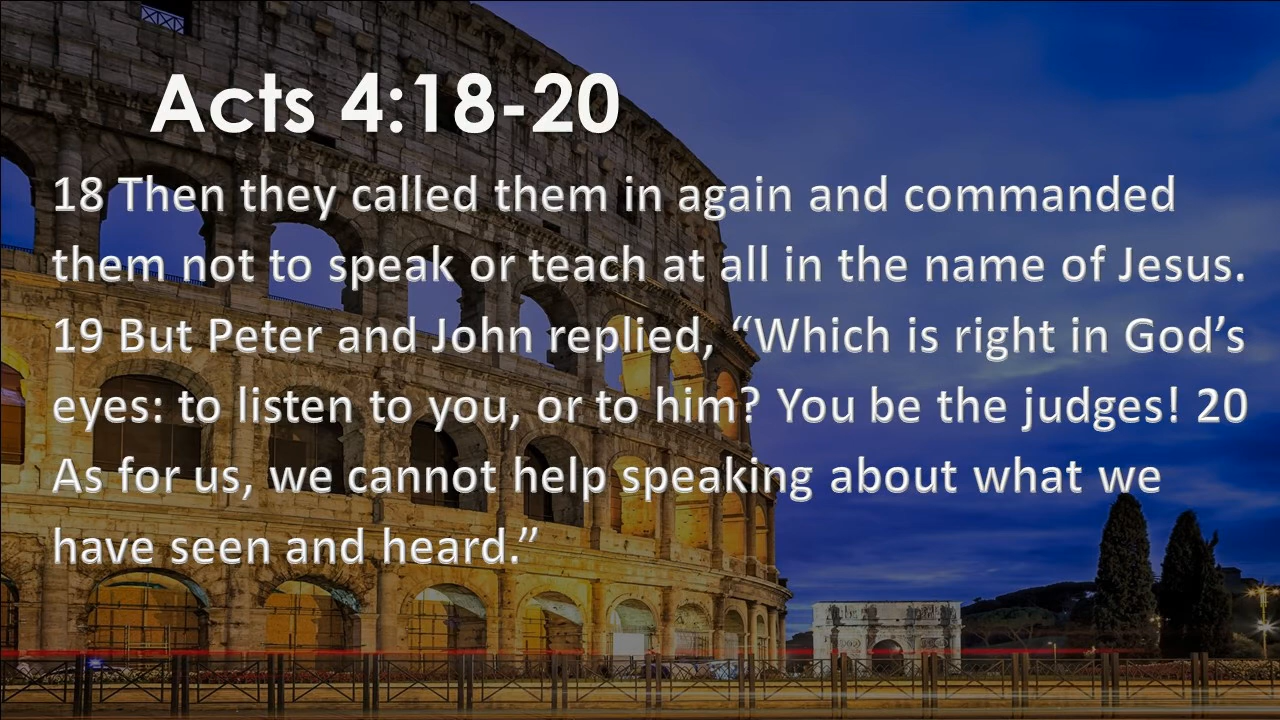 Acts 4:18-20
18 Then they called them in again and commanded
them not to speak or teach at all in the name of Jesus.
19 But Peter and John replied, “Which is right in God’s
eyes: to listen to you, or to him? You be the judges! 20
As for us, we cannot help speaking about what we
have seen and heard.”